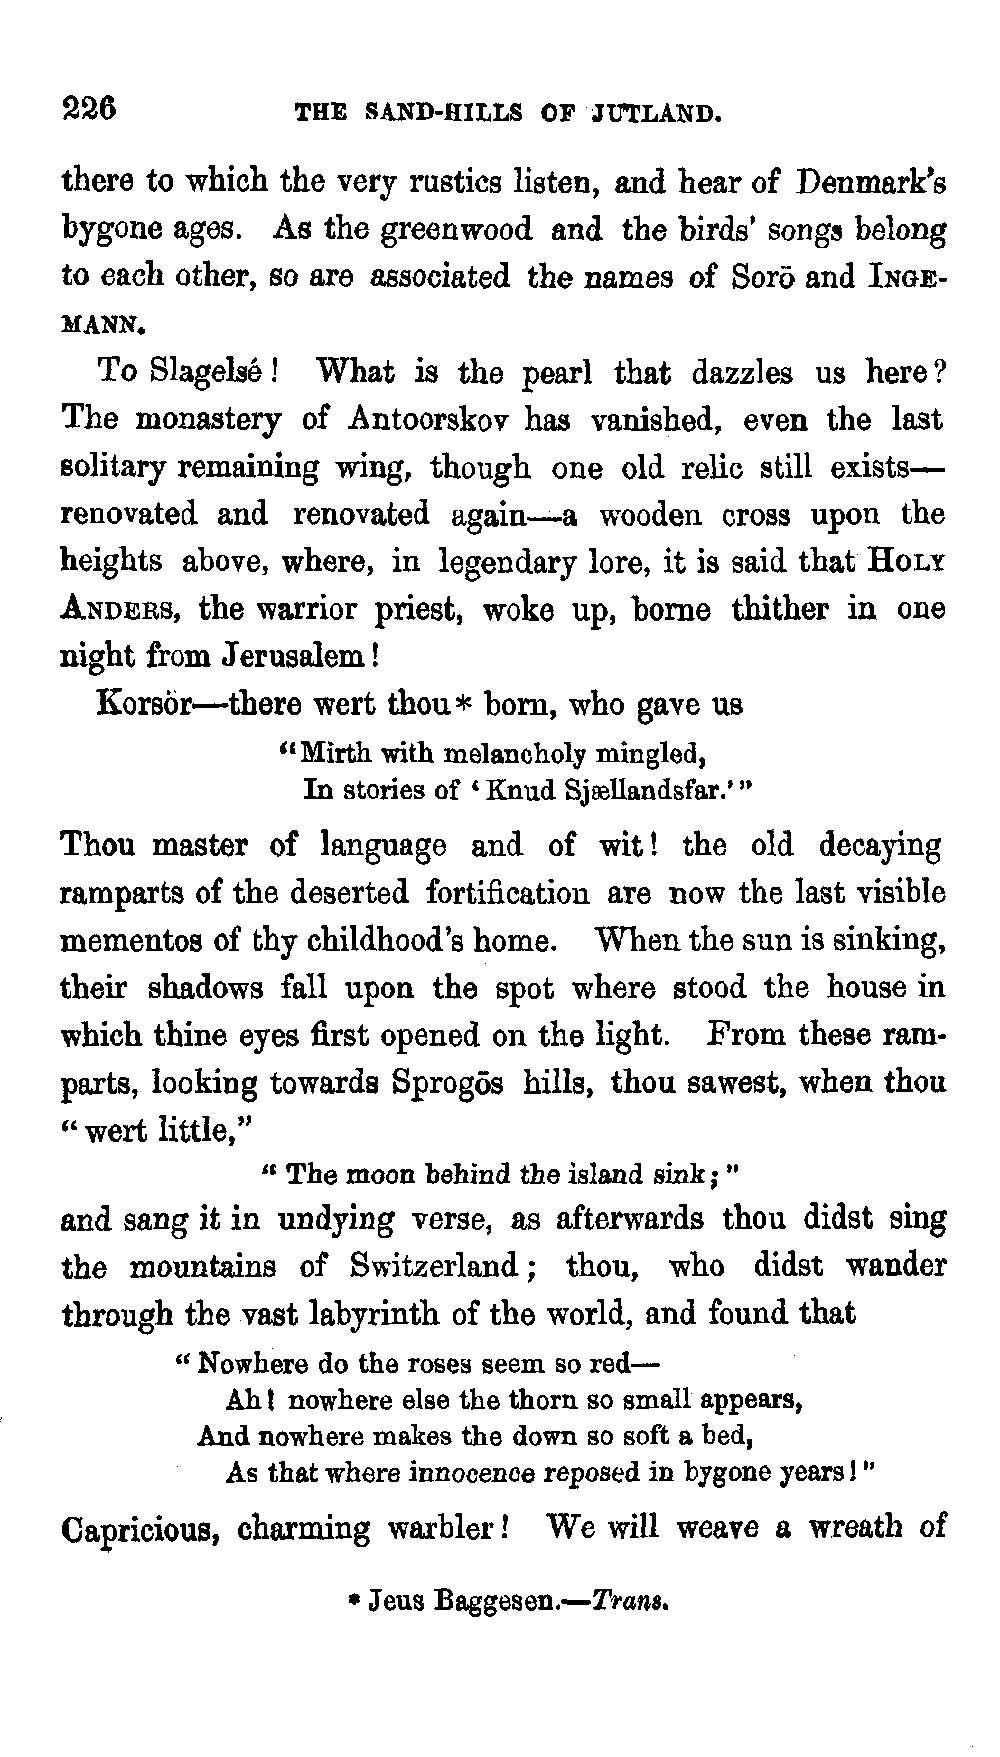 226 THE SAND-HILLS OF JUTLAND.
there to which the very rustics listen, and hear of Denmark's
bygone ages. As the greenwood and the birds' songs belong
to each other, so are associated the names of Sorö and INGE-
MANN.
To Slagelsé! What is the pearl that dazzles us here?
The monastery of Antoorskov has vanished, even the last
solitary remaining wing, though one old relic still exists—
renovated and renovated again—a wooden cross upon the
heights above, where, in legendary lore, it is said that HOLY
ANDERS, the warrior priest, woke up, borne thither in one
night from Jerusalem!
Korsör—there wert thou* born, who gave us
"Mirth with melancholy mingled,
In stories of 'Knud Sjællandsfar.'"
Thou master of language and of wit! the old decaying
ramparts of the deserted fortification are now the last visible
mementos of thy childhood's home. When the sun is sinking,
their shadows fall upon the spot where stood the house in
which thine eyes first opened on the light. From these ram-
parts, looking towards Sprogös hills, thou sawest, when thou
"wert little,"
"The moon behind the island sink;"
and sang it in undying verse, as afterwards thou didst sing
the mountains of Switzerland; thou, who didst wander
through the vast labyrinth of the world, and found that
"Nowhere do the roses seem so red—
Ah! nowhere else the thorn so small appears,
And nowhere makes the down so soft a bed,
As that where innocence reposed in bygone years!"
Capricious, charming warbler! We will weave a wreath of
* Jeus Baggesen.—Trans.